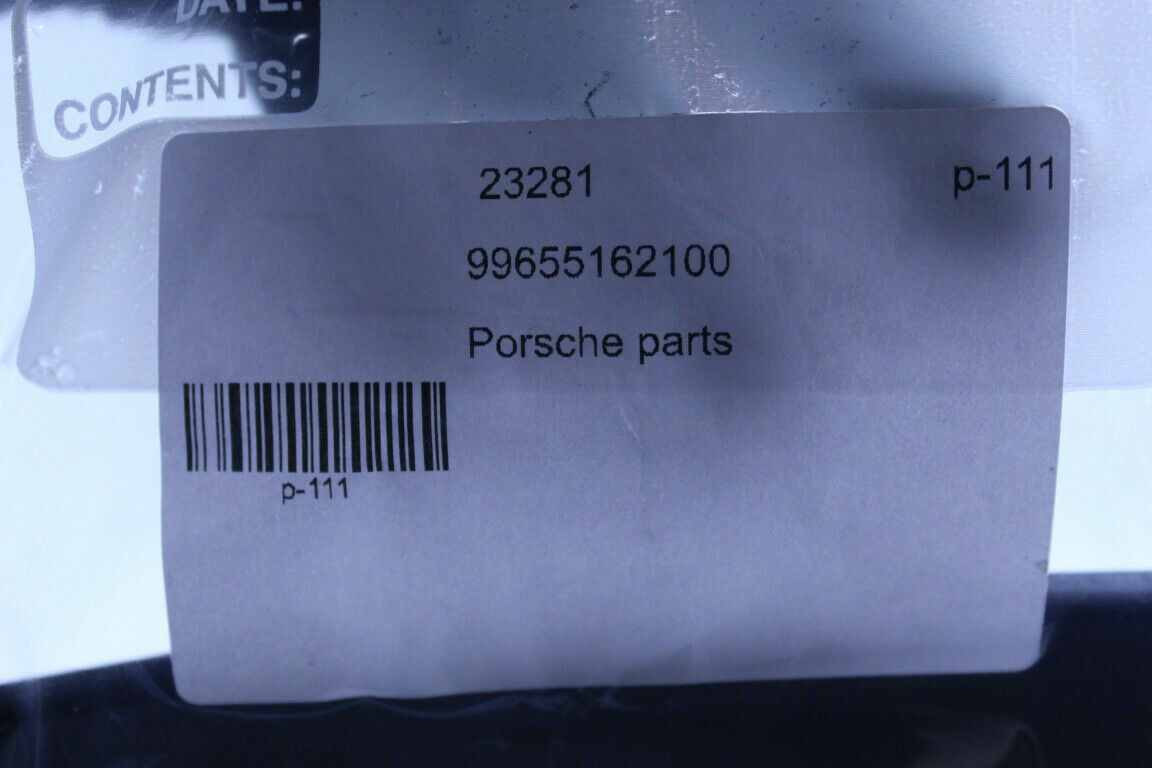 DATE:
CONTENTS:
23281
p-111
99655162100
Porsche parts
p-111